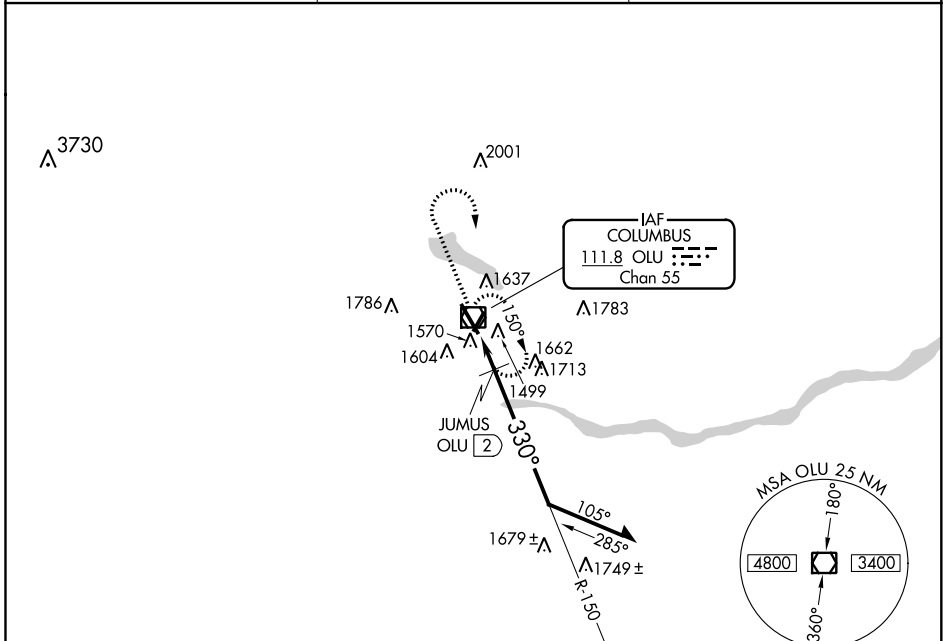 3730
2001
IAF
COLUMBUS
111.8 OLU
Chan 55
1637
1786
1783
150°
1570
1604
1662
1713
1499
JUMUS
OLU 2
330°
105°
285°
1679±
1749±
R-150
MSA OLU 25 NM
180°
4800
3400
360°